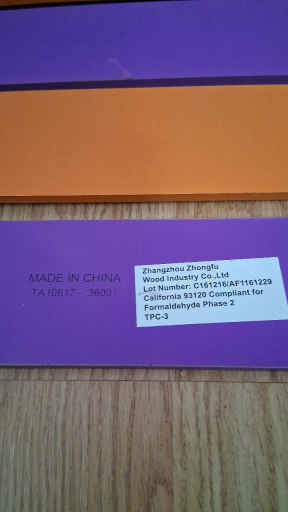 MADE IN CHINA
TA10817 - 36001
Zhangzhou Zhongfu
Wood Industry Co.,Ltd
Lot Number: C161216/AF1161229
California 93120 Compliant for
Formaldehyde Phase 2
TPC-3